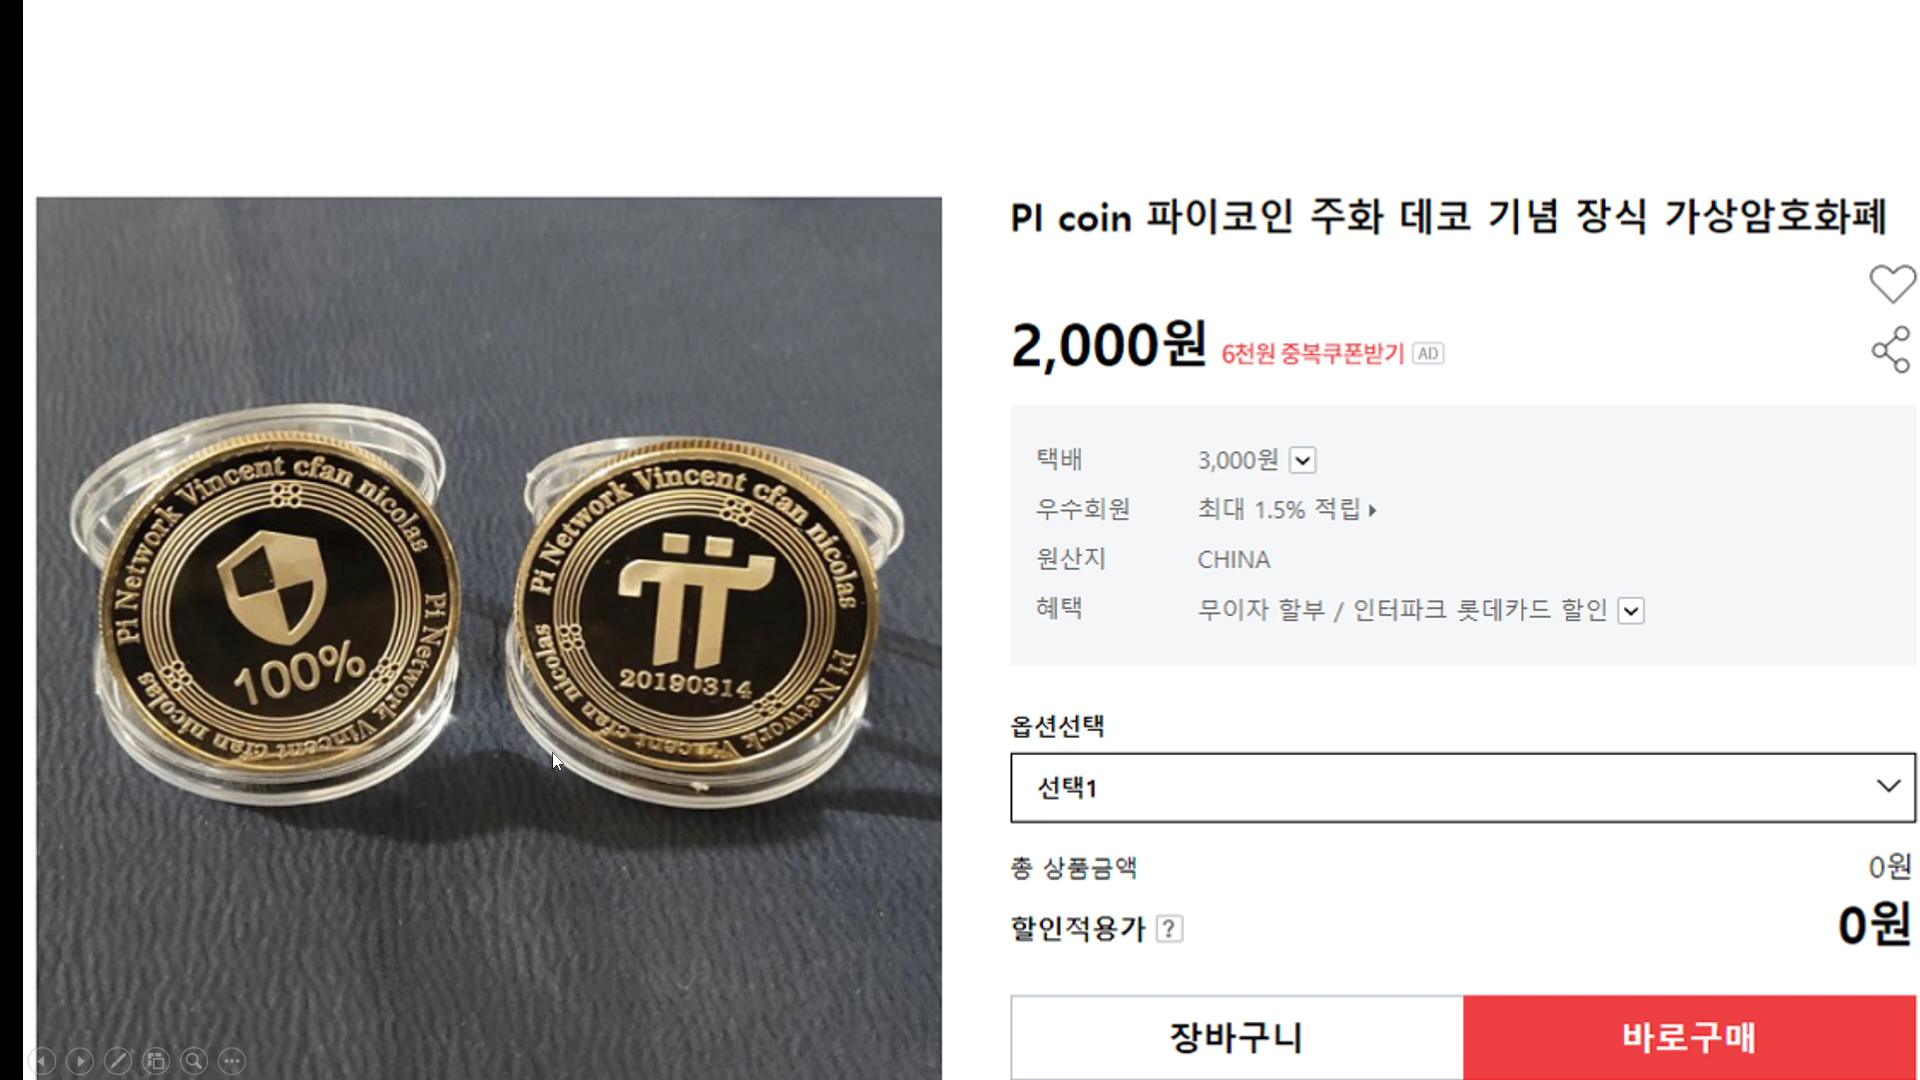 PI coin 파이코인 주화 데코 기념 장식 가상암호화폐
2,000원 6천원 중복쿠폰받기 AD
택배 3,000원
우수회원 최대 1.5% 적립
원산지 CHINA
혜택 무이자 할부 / 인터파크 롯데카드 할인
옵션선택
선택1
총 상품금액 0원
할인적용가 ? 0원
장바구니 바로구매
Pi Network Vincent cfan nicolas
Pi Network Vincent cfan nicolas
100%
Pi Network Vincent cfan nicolas
Pi Network Vincent cfan nicolas
20190314